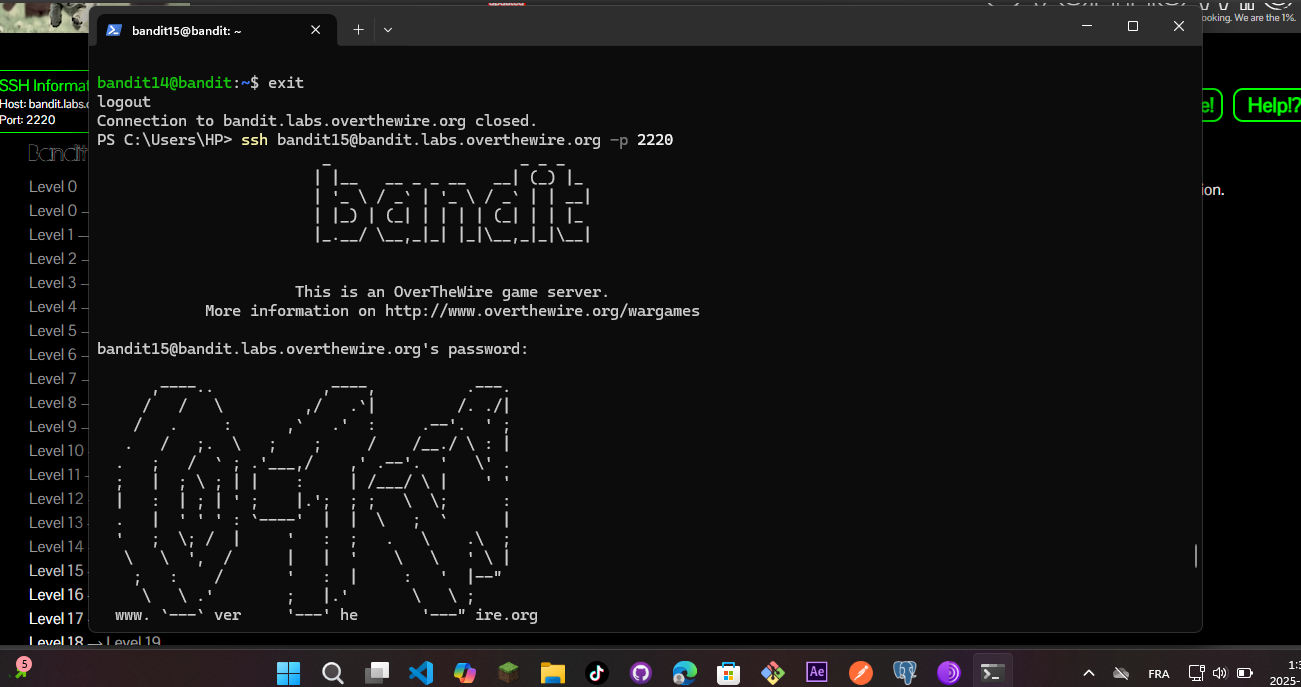 updated
ooking. We are the 1%.
bandit15@bandit: ~
bandit14@bandit:~$ exit
logout
Connection to bandit.labs.overthewire.org closed.
PS C:\Users\HP> ssh bandit15@bandit.labs.overthewire.org -p 2220
This is an OverTheWire game server.
More information on http://www.overthewire.org/wargames
bandit15@bandit.labs.overthewire.org's password:
www. ver he ire.org
SSH Informat
Host: bandit.labs.o
Port: 2220
Bandit
Level 0
Level 0 –
Level 1 –
Level 2 –
Level 3 –
Level 4 –
Level 5 –
Level 6 –
Level 7 –
Level 8 –
Level 9 –
Level 10
Level 11
Level 12
Level 13
Level 14
Level 15
Level 16
Level 17
Level 18 → Level 19
e!
Help!?
ion.
5
Ae
FRA
1:3
2025-